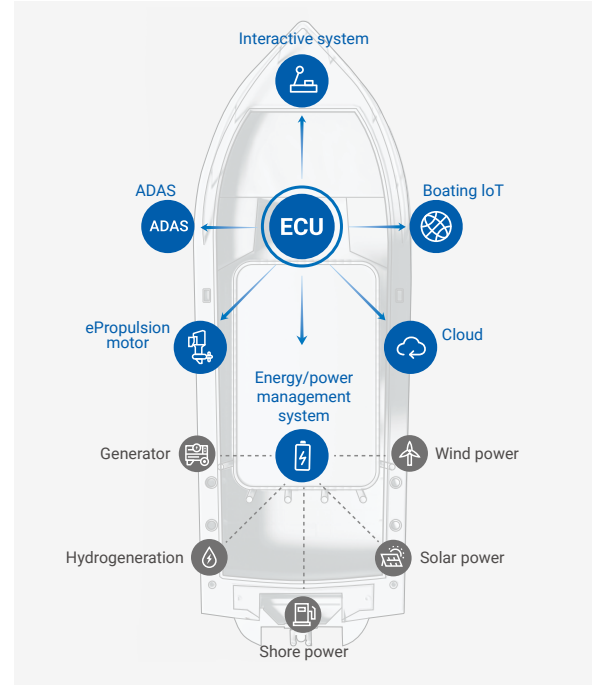 Interactive system
ADAS
ADAS
ECU
Boating IoT
ePropulsion
motor
Cloud
Energy/power
management
system
Generator
Wind power
Hydrogeneration
Solar power
Shore power